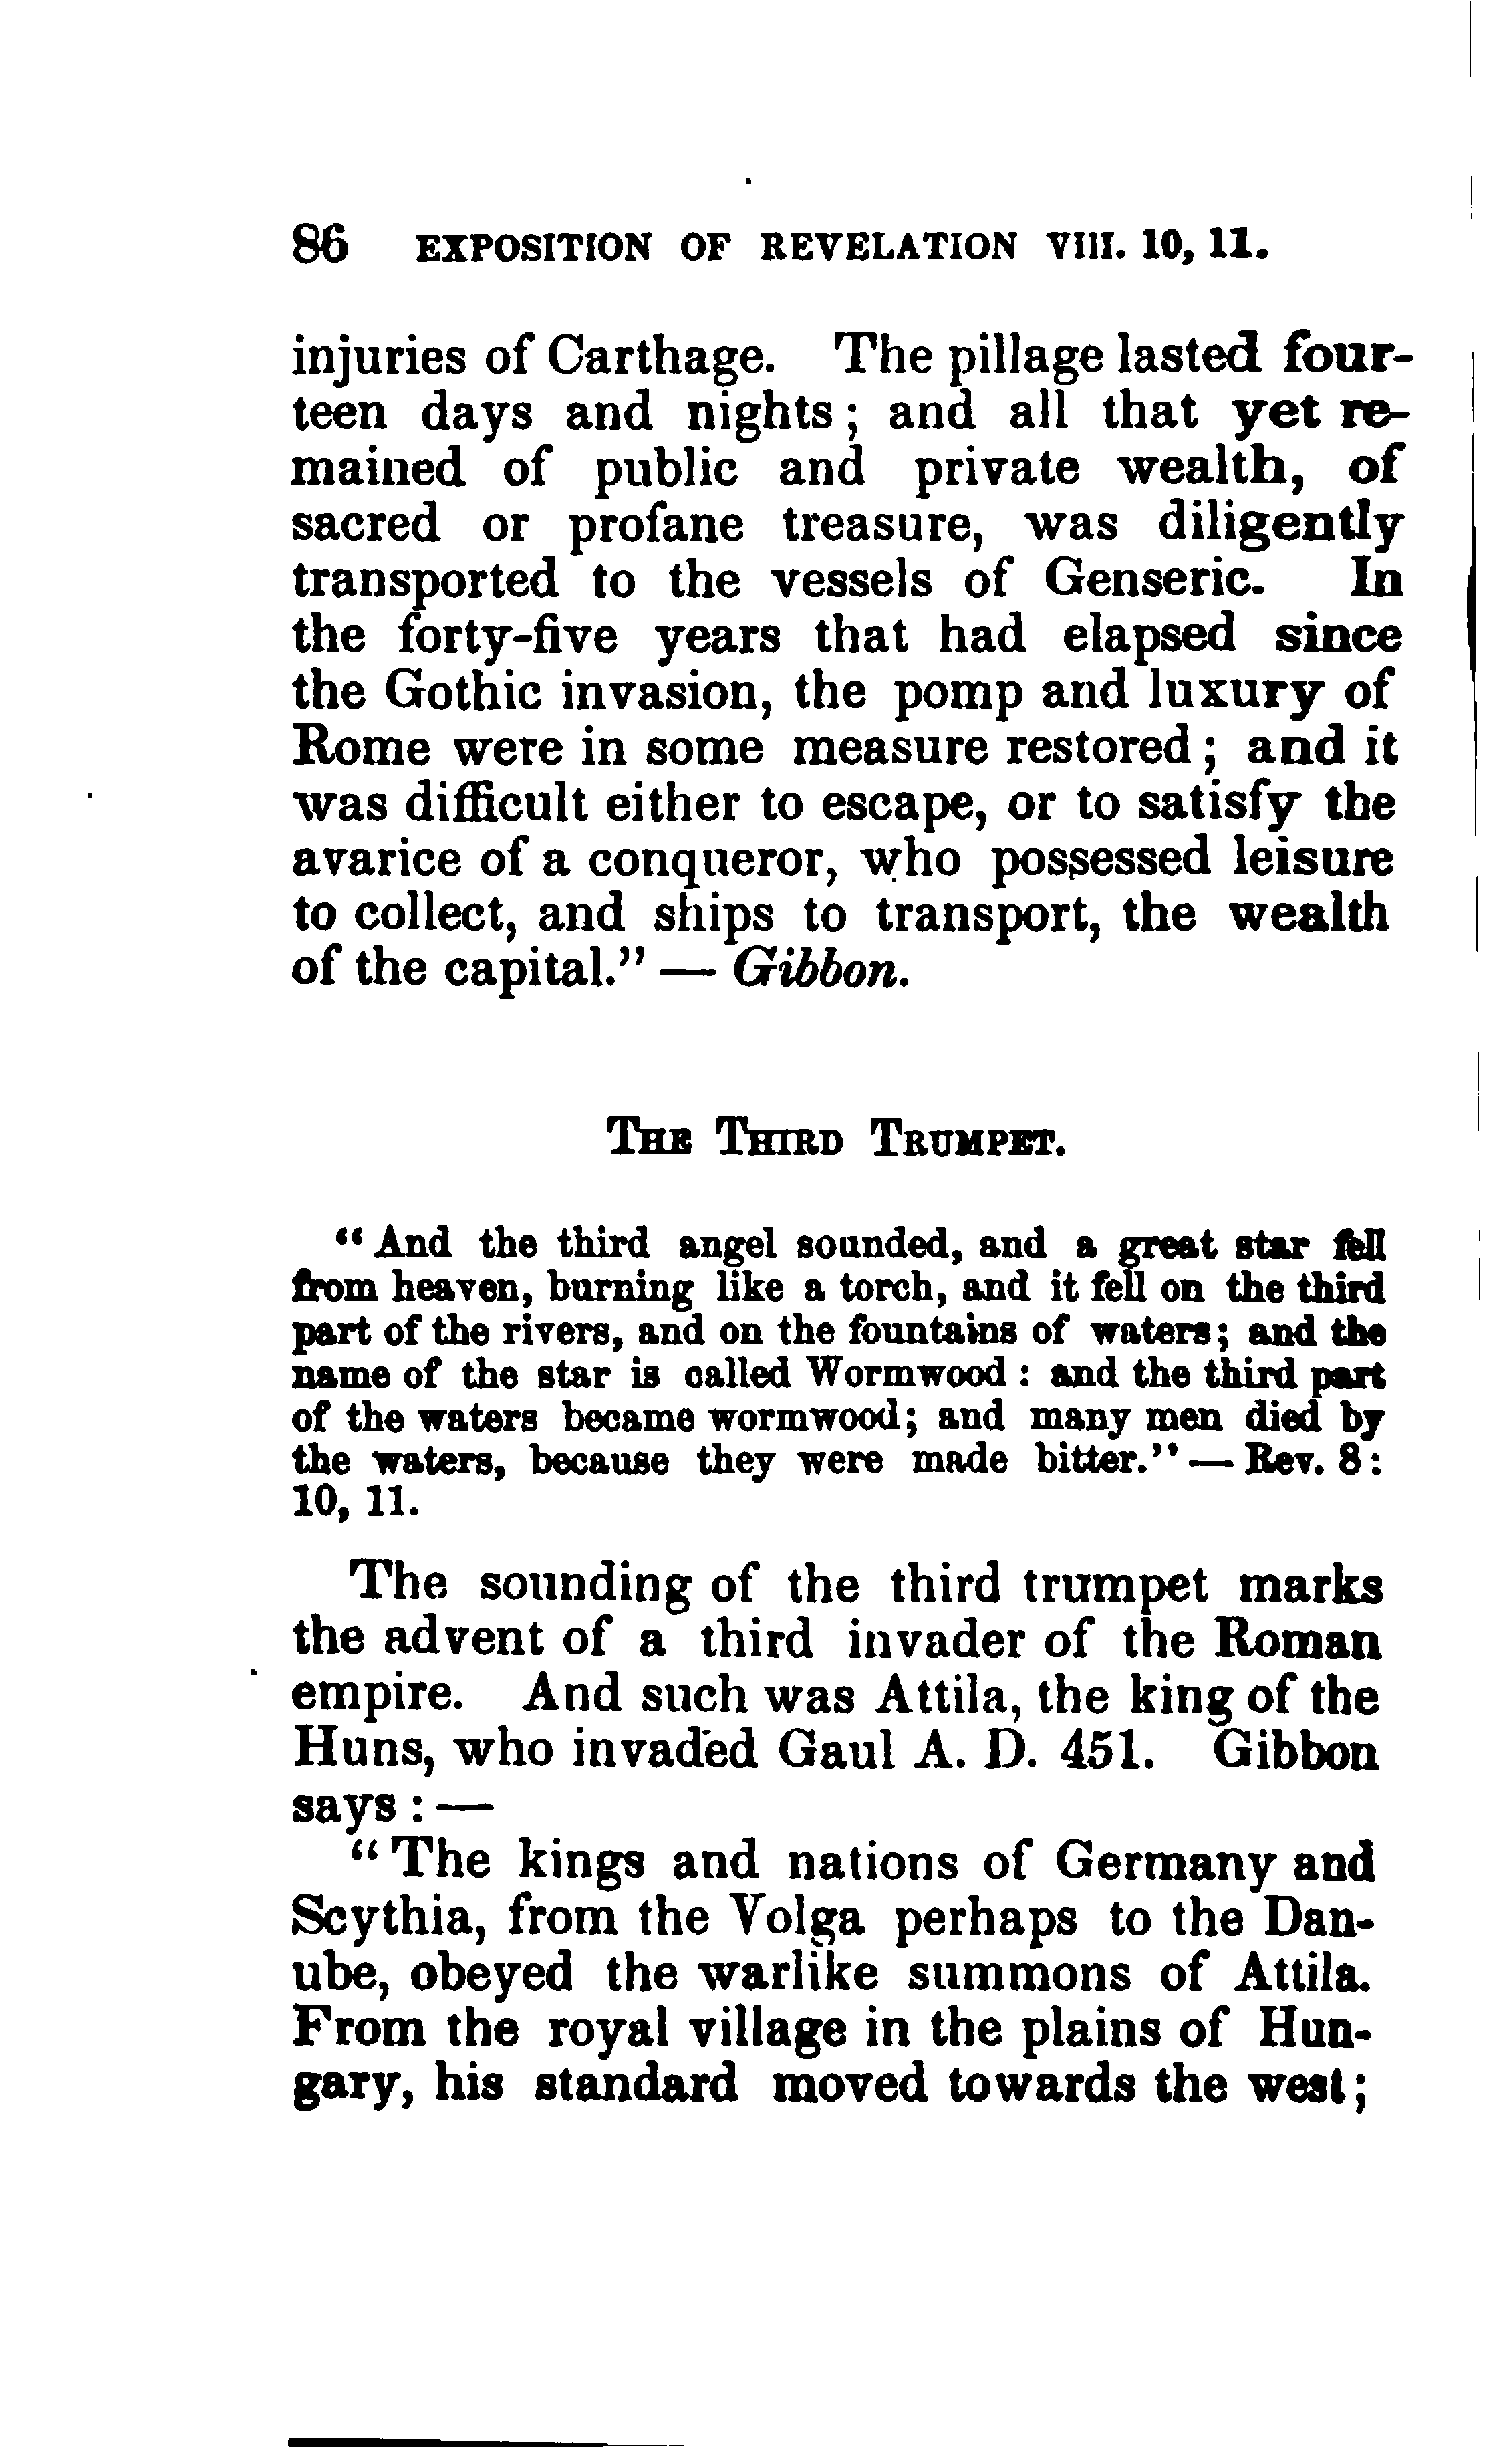 86 EXPOSITION OF REVELATION VIII. 10, 11.
injuries of Carthage. The pillage lasted four-
teen days and nights; and all that yet re-
mained of public and private wealth, of
sacred or profane treasure, was diligently
transported to the vessels of Genseric. In
the forty-five years that had elapsed since
the Gothic invasion, the pomp and luxury of
Rome were in some measure restored; and it
was difficult either to escape, or to satisfy the
avarice of a conqueror, who possessed leisure
to collect, and ships to transport, the wealth
of the capital." — Gibbon.
THE THIRD TRUMPET.
"And the third angel sounded, and a great star fell
from heaven, burning like a torch, and it fell on the third
part of the rivers, and on the fountains of waters; and the
name of the star is called Wormwood: and the third part
of the waters became wormwood; and many men died by
the waters, because they were made bitter." — Rev. 8:
10, 11.
The sounding of the third trumpet marks
the advent of a third invader of the Roman
empire. And such was Attila, the king of the
Huns, who invaded Gaul A. D. 451. Gibbon
says: —
"The kings and nations of Germany and
Scythia, from the Volga perhaps to the Dan-
ube, obeyed the warlike summons of Attila.
From the royal village in the plains of Hun-
gary, his standard moved towards the west;